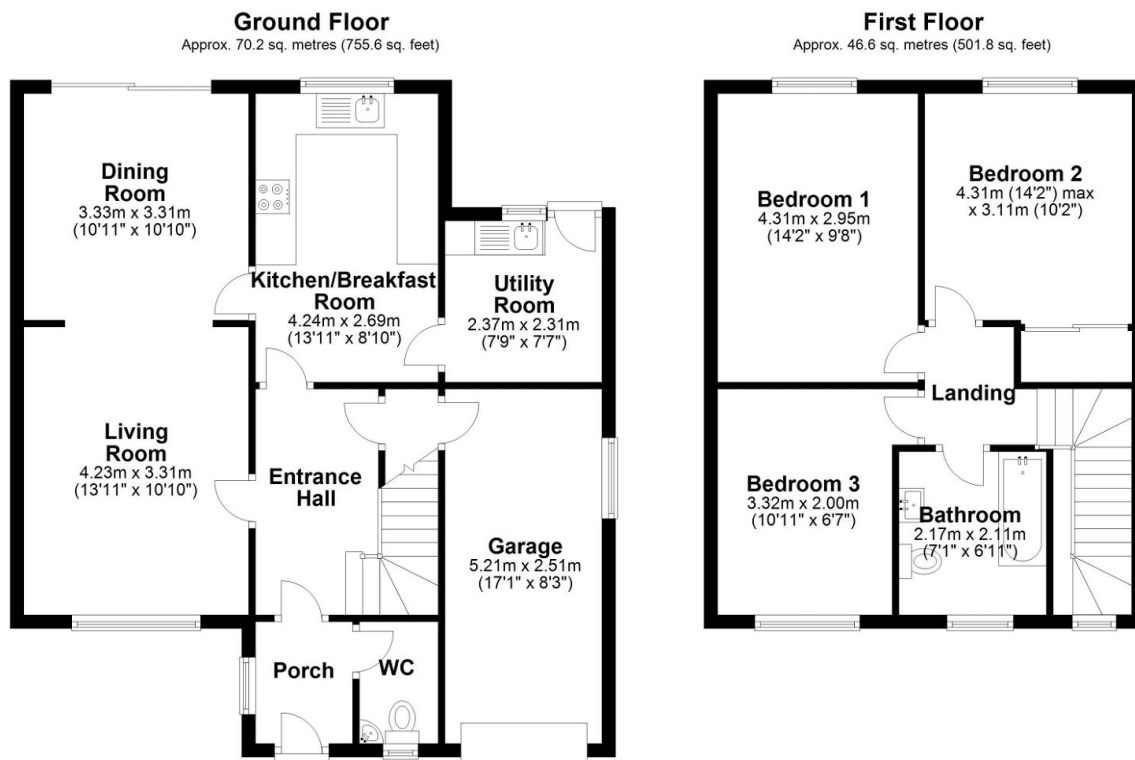 Ground Floor
Approx. 70.2 sq. metres (755.6 sq. feet)
Dining
Room
3.33m x 3.31m
(10'11" x 10'10")
Kitchen/Breakfast
Room
4.24m x 2.69m
(13'11" x 8'10")
Utility
Room
2.37m x 2.31m
(7'9" x 7'7")
Living
Room
4.23m x 3.31m
(13'11" x 10'10")
Entrance
Hall
Garage
5.21m x 2.51m
(17'1" x 8'3")
Porch
WC
First Floor
Approx. 46.6 sq. metres (501.8 sq. feet)
Bedroom 1
4.31m x 2.95m
(14'2" x 9'8")
Bedroom 2
4.31m (14'2") max
x 3.11m (10'2")
Landing
Bedroom 3
3.32m x 2.00m
(10'11" x 6'7")
Bathroom
2.17m x 2.11m
(7'1" x 6'11")